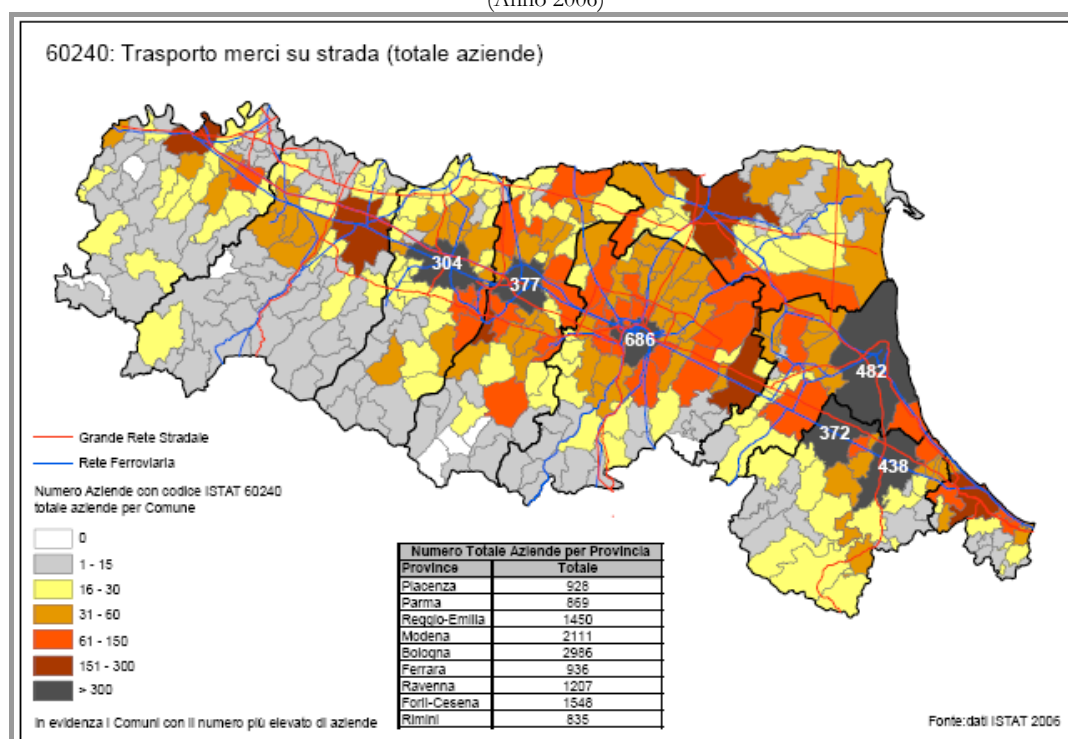 (Anno 2006)
60240: Trasporto merci su strada (totale aziende)
304
377
686
482
372
438
Grande Rete Stradale
Rete Ferroviaria
Numero Aziende con codice ISTAT 60240
totale aziende per Comune
0
1 - 15
16 - 30
31 - 60
61 - 150
151 - 300
> 300
In evidenza i Comuni con il numero più elevato di aziende
Numero Totale Aziende per Provincia
Province Totale
Piacenza 928
Parma 869
Reggio-Emilia 1450
Modena 2111
Bologna 2986
Ferrara 936
Ravenna 1207
Forlì-Cesena 1548
Rimini 835
Fonte:dati ISTAT 2006